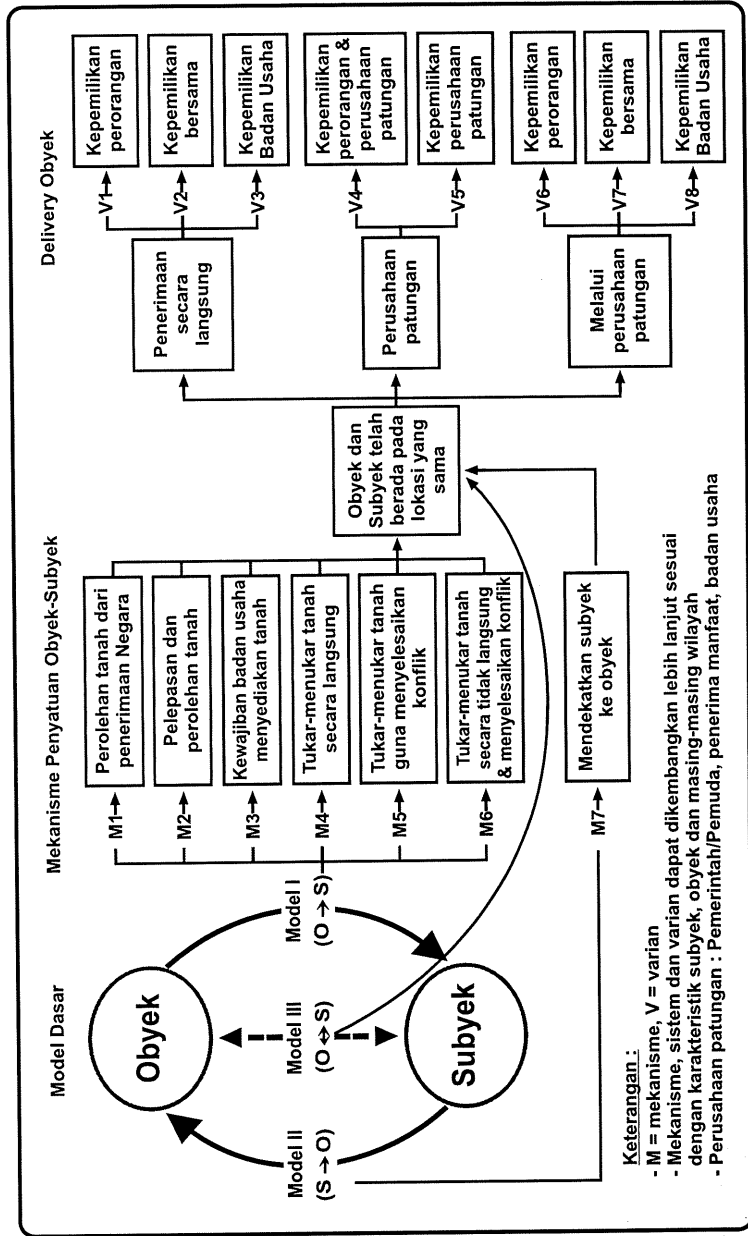 Model Dasar
Mekanisme Penyatuan Obyek-Subyek
Delivery Obyek
Model II
(S → O)
Obyek
Model III
(O ↔ S)
Subyek
Model I
(O → S)
M1
Perolehan tanah dari
penerimaan Negara
M2
Pelepasan dan
perolehan tanah
M3
Kewajiban badan usaha
menyediakan tanah
M4
Tukar-menukar tanah
secara langsung
M5
Tukar-menukar tanah
guna menyelesaikan
konflik
M6
Tukar-menukar tanah
secara tidak langsung
& menyelesaikan konflik
M7
Mendekatkan subyek
ke obyek
Obyek dan
Subyek telah
berada pada
lokasi yang
sama
Penerimaan
secara
langsung
V1
Kepemilikan
perorangan
V2
Kepemilikan
bersama
V3
Kepemilikan
Badan Usaha
Perusahaan
patungan
V4
Kepemilikan
perorangan &
perusahaan
patungan
V5
Kepemilikan
perusahaan
patungan
Melalui
perusahaan
patungan
V6
Kepemilikan
perorangan
V7
Kepemilikan
bersama
V8
Kepemilikan
Badan Usaha
Keterangan :
- M = mekanisme, V = varian
- Mekanisme, sistem dan varian dapat dikembangkan lebih lanjut sesuai
dengan karakteristik subyek, obyek dan masing-masing wilayah
- Perusahaan patungan : Pemerintah/Pemuda, penerima manfaat, badan usaha